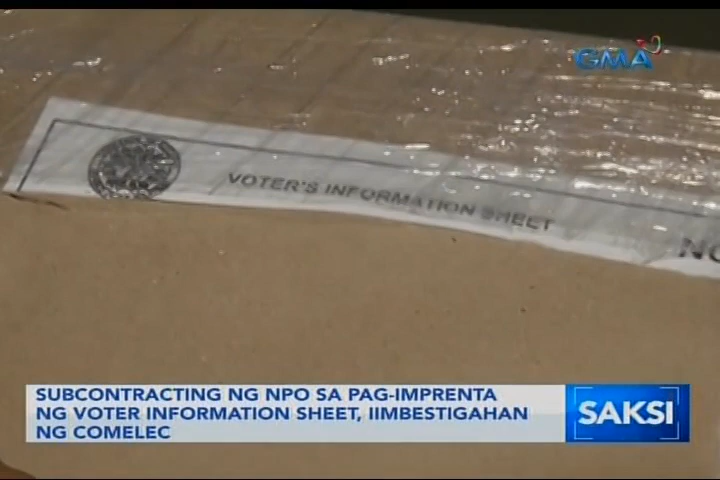 GMA
VOTER'S INFORMATION SHEET
SUBCONTRACTING NG NPO SA PAG-IMPRENTA
NG VOTER INFORMATION SHEET, IIMBESTIGAHAN
NG COMELEC
SAKSI